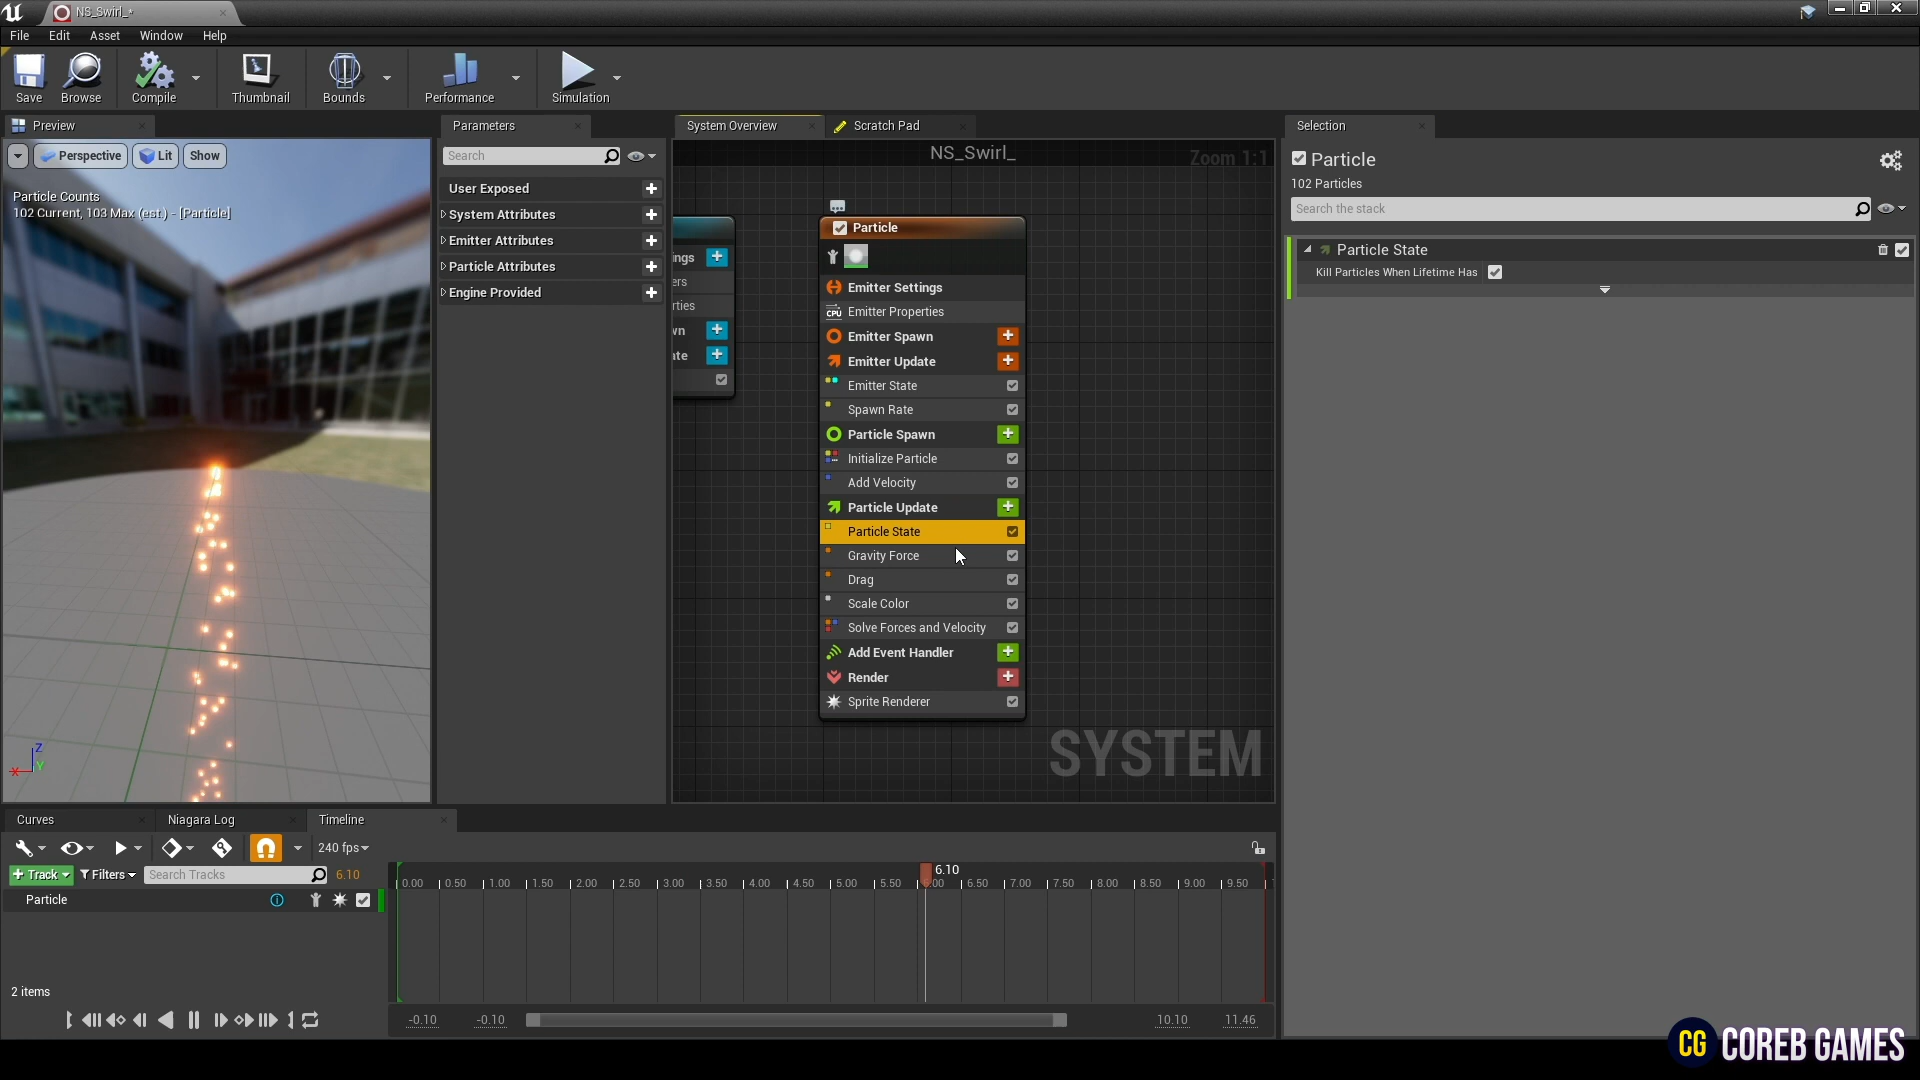 NS_Swirl_*
File Edit Asset Window Help
Save Browse Compile Thumbnail Bounds Performance Simulation
Preview
Perspective Lit Show
Particle Counts
102 Current, 103 Max (est.) - [Particle]
Z
X Y
Parameters
Search
User Exposed
System Attributes
Emitter Attributes
Particle Attributes
Engine Provided
System Overview Scratch Pad
NS_Swirl_
Zoom 1:1
ngs
ers
rties
wn
ate
Particle
Emitter Settings
CPU Emitter Properties
Emitter Spawn
Emitter Update
Emitter State
Spawn Rate
Particle Spawn
Initialize Particle
Add Velocity
Particle Update
Particle State
Gravity Force
Drag
Scale Color
Solve Forces and Velocity
Add Event Handler
Render
Sprite Renderer
SYSTEM
Selection
Particle
102 Particles
Search the stack
Particle State
Kill Particles When Lifetime Has
Curves Niagara Log Timeline
240 fps
+ Track Filters Search Tracks 6.10
6.10
0.00 0.50 1.00 1.50 2.00 2.50 3.00 3.50 4.00 4.50 5.00 5.50 6.00 6.50 7.00 7.50 8.00 8.50 9.00 9.50
Particle
2 items
-0.10 -0.10 10.10 11.46
CG COREB GAMES